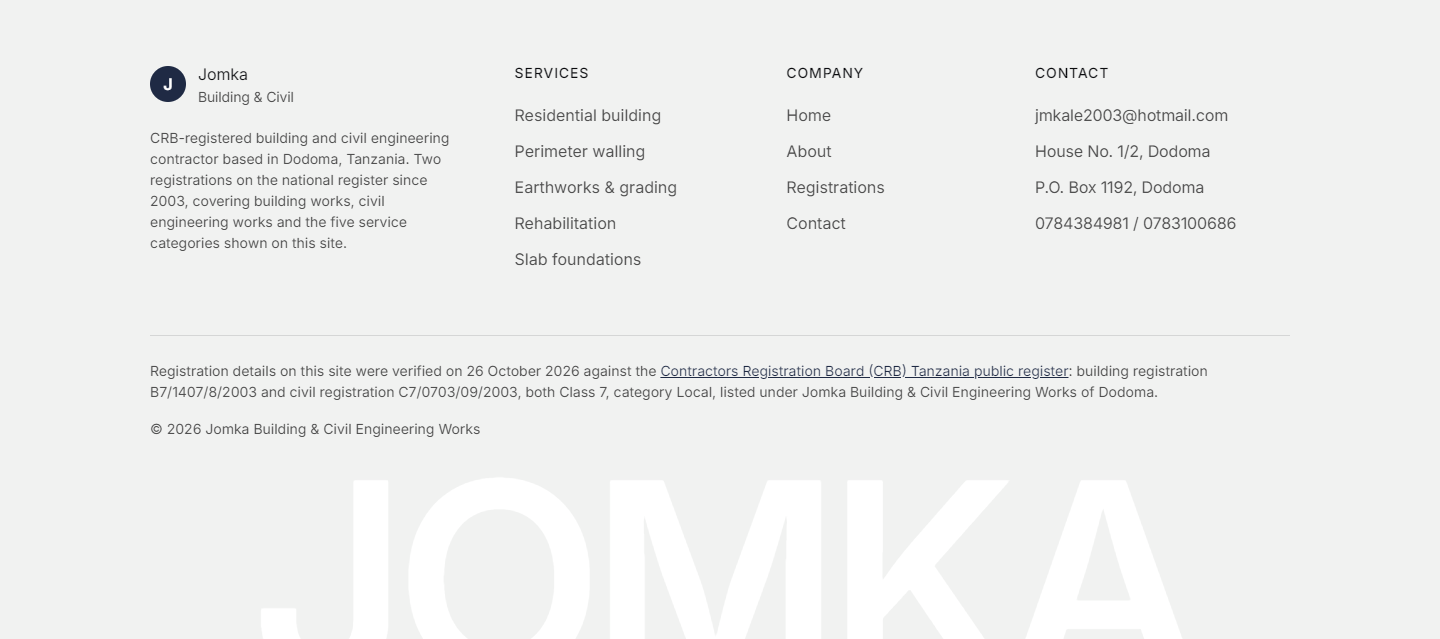 J
Jomka
Building & Civil
CRB-registered building and civil engineering
contractor based in Dodoma, Tanzania. Two
registrations on the national register since
2003, covering building works, civil
engineering works and the five service
categories shown on this site.
SERVICES
Residential building
Perimeter walling
Earthworks & grading
Rehabilitation
Slab foundations
COMPANY
Home
About
Registrations
Contact
CONTACT
jmkale2003@hotmail.com
House No. 1/2, Dodoma
P.O. Box 1192, Dodoma
0784384981 / 0783100686
Registration details on this site were verified on 26 October 2026 against the Contractors Registration Board (CRB) Tanzania public register: building registration
B7/1407/8/2003 and civil registration C7/0703/09/2003, both Class 7, category Local, listed under Jomka Building & Civil Engineering Works of Dodoma.
© 2026 Jomka Building & Civil Engineering Works
JOMKA